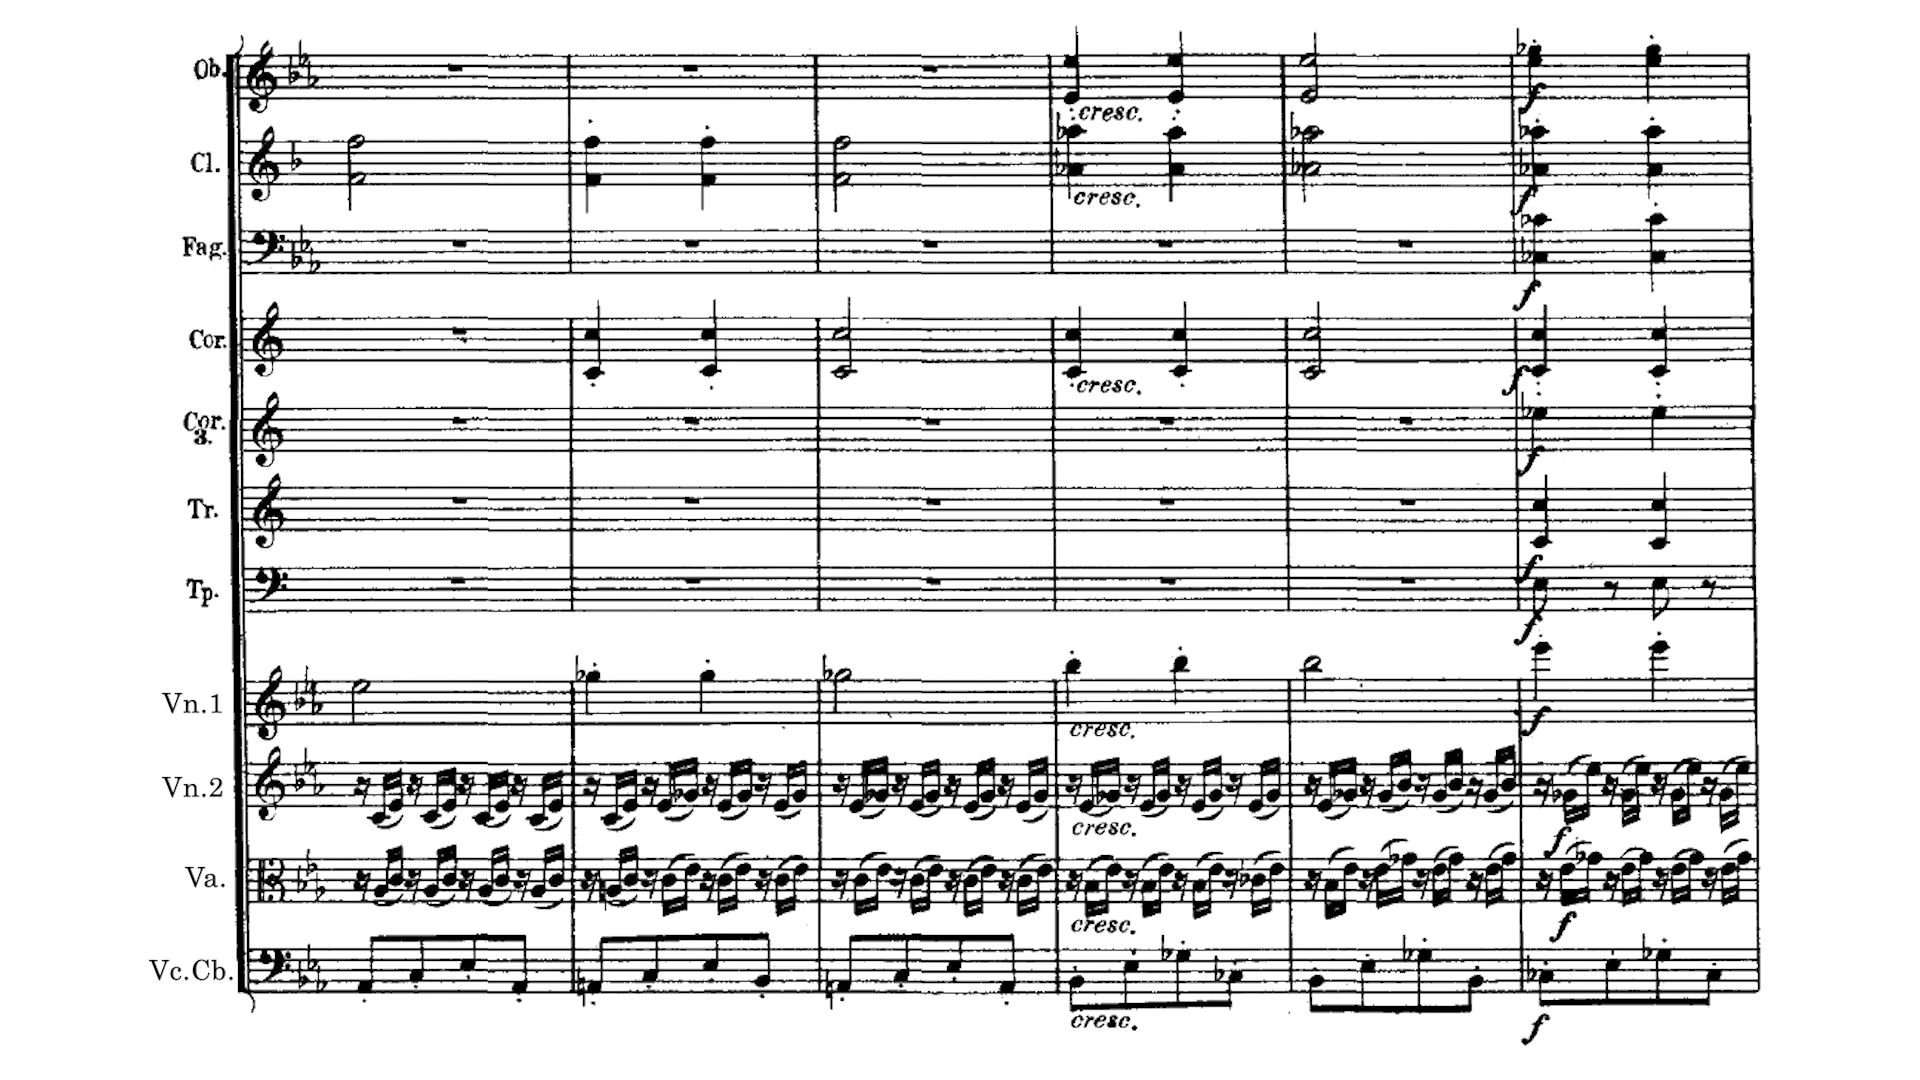 Ob.
cresc.
f
Cl.
cresc.
f
Fag.
f
Cor.
cresc.
f
Cor.
3.
f
Tr.
f
Tp.
f
Vn.1
cresc.
f
Vn.2
cresc.
f
Va.
cresc.
f
Vc.Cb.
cresc.
f